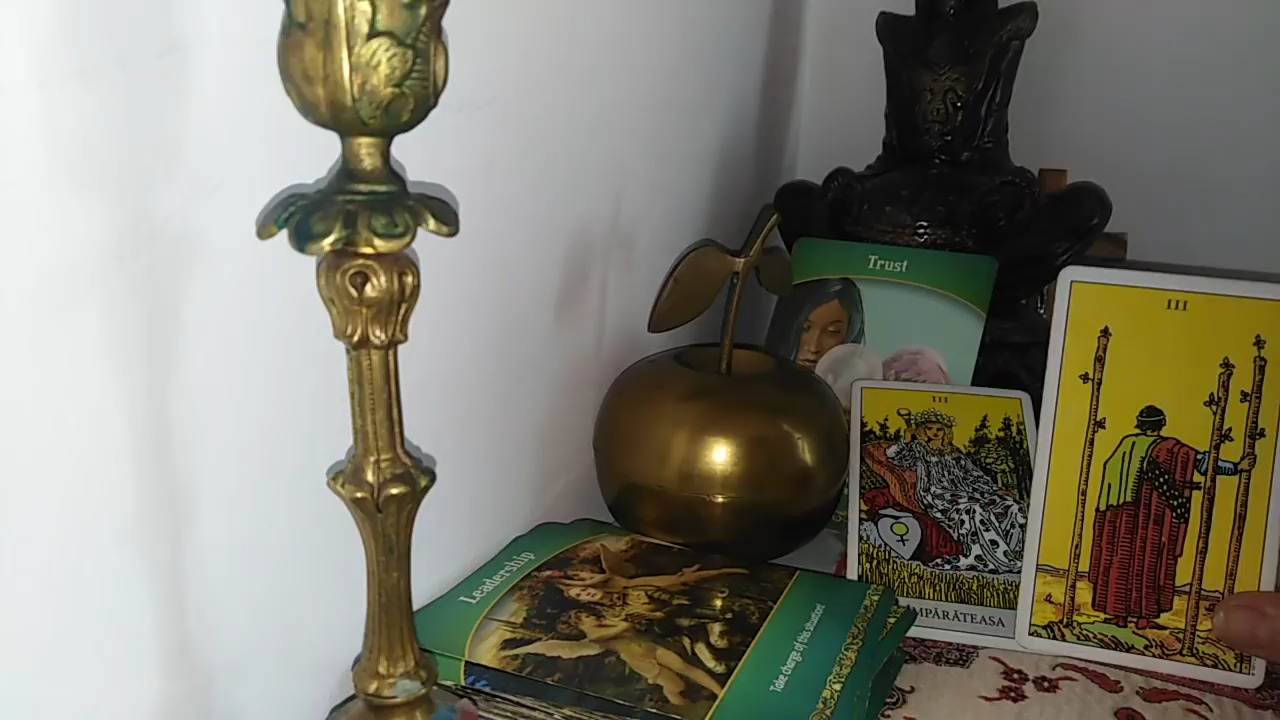 Trust
III
III
ÎMPĂRĂTEASA
Leadership
Take charge of this situation!